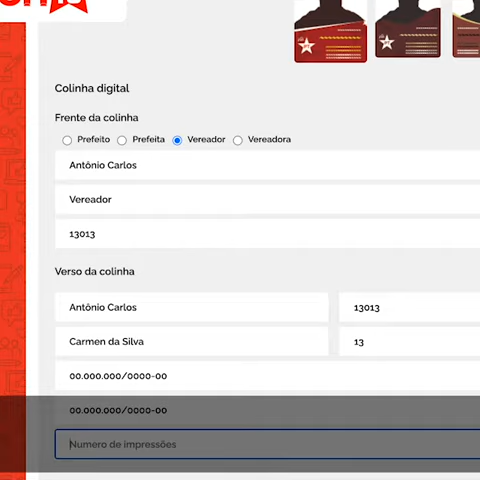 Colinha digital
Frente da colinha
Prefeito Prefeita Vereador Vereadora
Antônio Carlos
Vereador
13013
Verso da colinha
Antônio Carlos 13013
Carmen da Silva 13
00.000.000/0000-00
00.000.000/0000-00
Numero de impressões